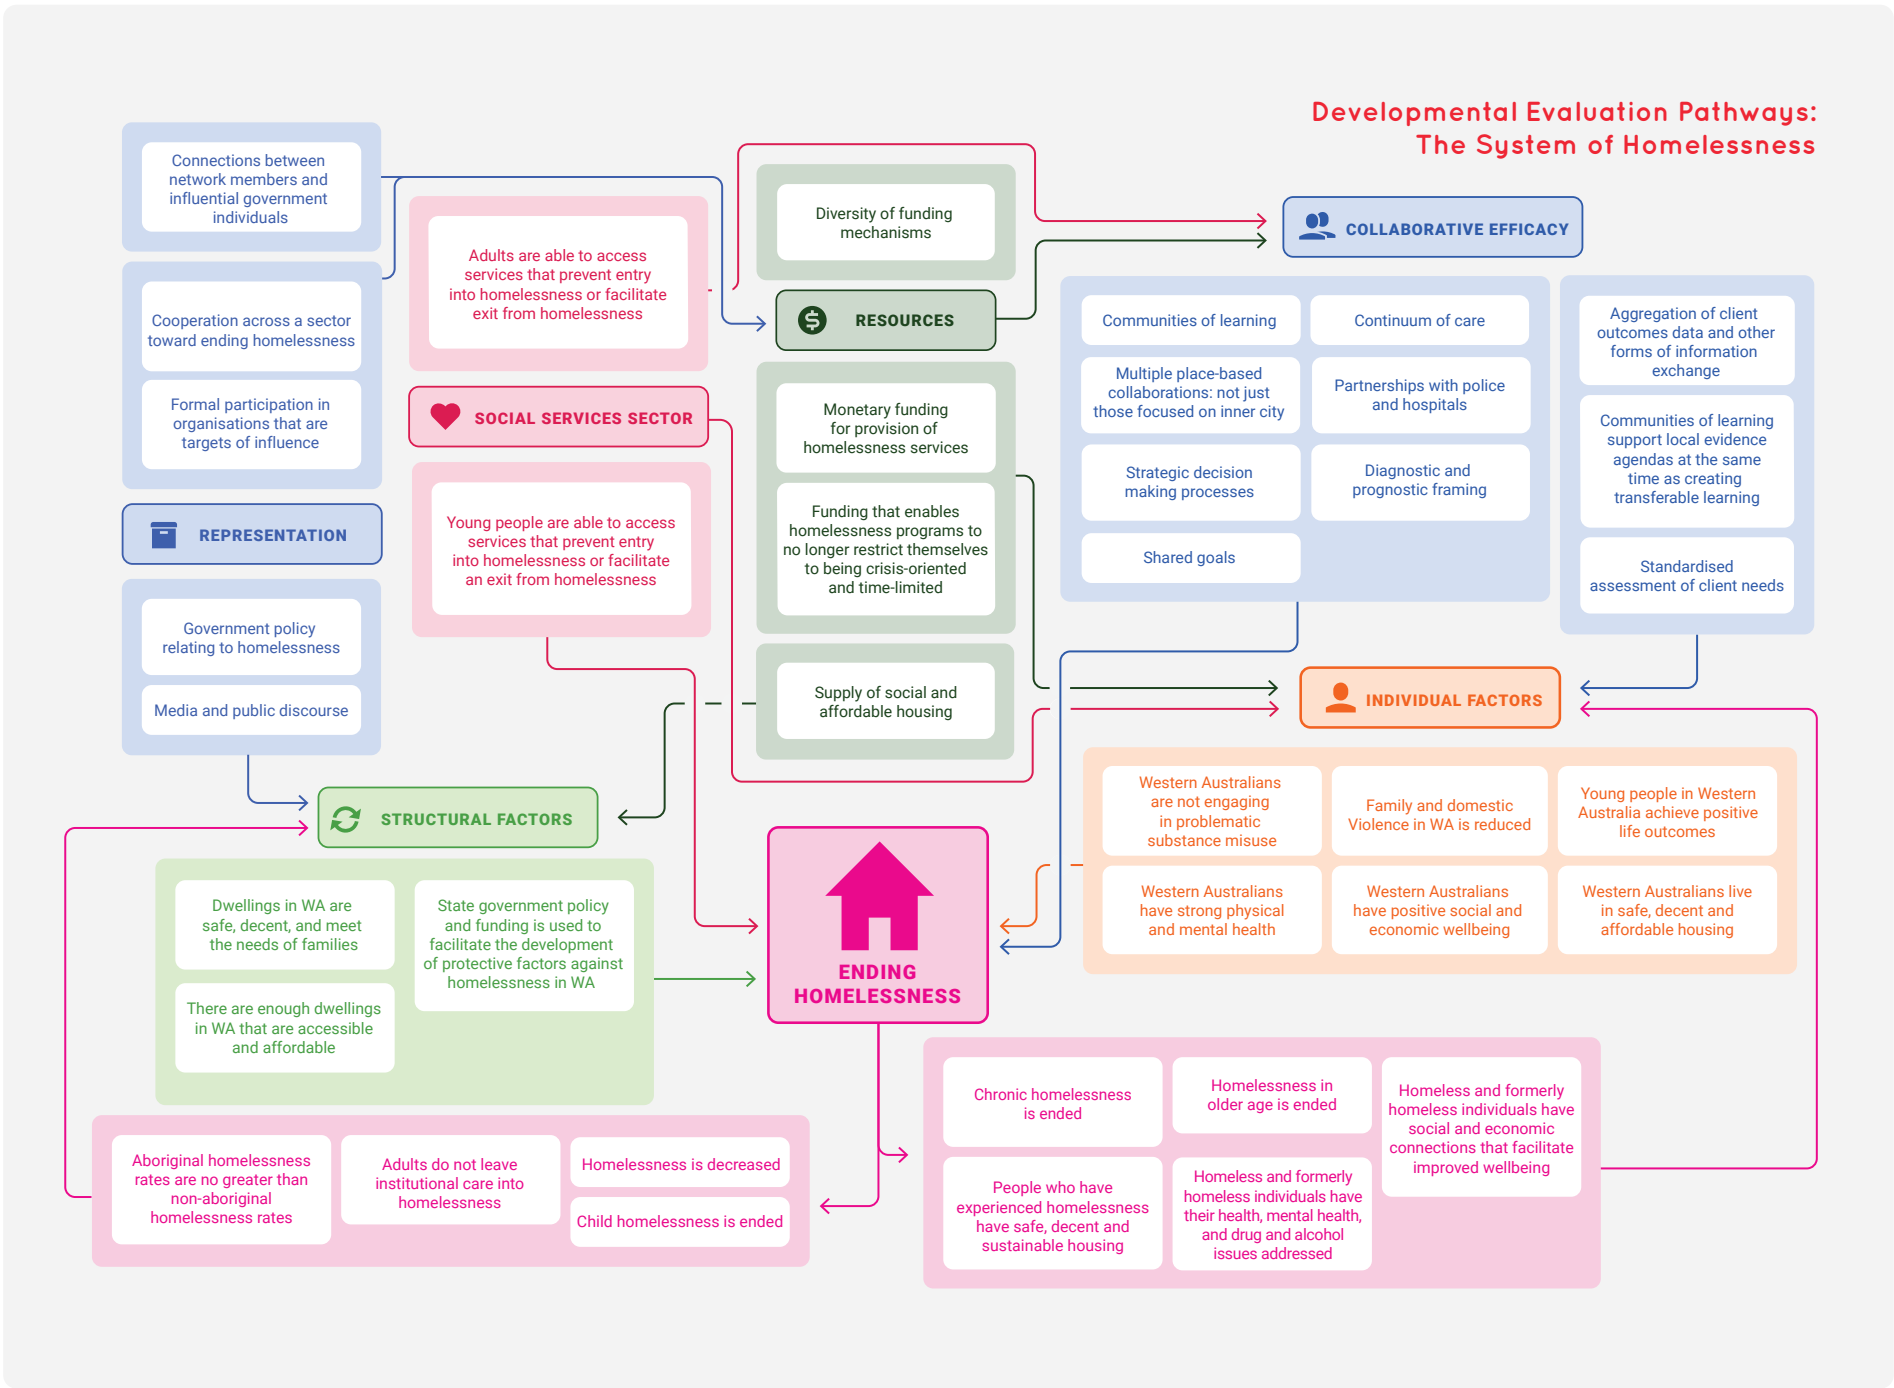 Developmental Evaluation Pathways:
The System of Homelessness
Connections between
network members and
influential government
individuals
Cooperation across a sector
toward ending homelessness
Formal participation in
organisations that are
targets of influence
REPRESENTATION
Government policy
relating to homelessness
Media and public discourse
Adults are able to access
services that prevent entry
into homelessness or facilitate
exit from homelessness
SOCIAL SERVICES SECTOR
Young people are able to access
services that prevent entry
into homelessness or facilitate
an exit from homelessness
Diversity of funding
mechanisms
RESOURCES
Monetary funding
for provision of
homelessness services
Funding that enables
homelessness programs to
no longer restrict themselves
to being crisis-oriented
and time-limited
Supply of social and
affordable housing
COLLABORATIVE EFFICACY
Communities of learning
Continuum of care
Multiple place-based
collaborations: not just
those focused on inner city
Partnerships with police
and hospitals
Strategic decision
making processes
Diagnostic and
prognostic framing
Shared goals
Aggregation of client
outcomes data and other
forms of information
exchange
Communities of learning
support local evidence
agendas at the same
time as creating
transferable learning
Standardised
assessment of client needs
INDIVIDUAL FACTORS
Western Australians
are not engaging
in problematic
substance misuse
Family and domestic
Violence in WA is reduced
Young people in Western
Australia achieve positive
life outcomes
Western Australians
have strong physical
and mental health
Western Australians
have positive social and
economic wellbeing
Western Australians live
in safe, decent and
affordable housing
STRUCTURAL FACTORS
Dwellings in WA are
safe, decent, and meet
the needs of families
State government policy
and funding is used to
facilitate the development
of protective factors against
homelessness in WA
There are enough dwellings
in WA that are accessible
and affordable
ENDING
HOMELESSNESS
Aboriginal homelessness
rates are no greater than
non-aboriginal
homelessness rates
Adults do not leave
institutional care into
homelessness
Homelessness is decreased
Child homelessness is ended
Chronic homelessness
is ended
Homelessness in
older age is ended
Homeless and formerly
homeless individuals have
social and economic
connections that facilitate
improved wellbeing
People who have
experienced homelessness
have safe, decent and
sustainable housing
Homeless and formerly
homeless individuals have
their health, mental health,
and drug and alcohol
issues addressed